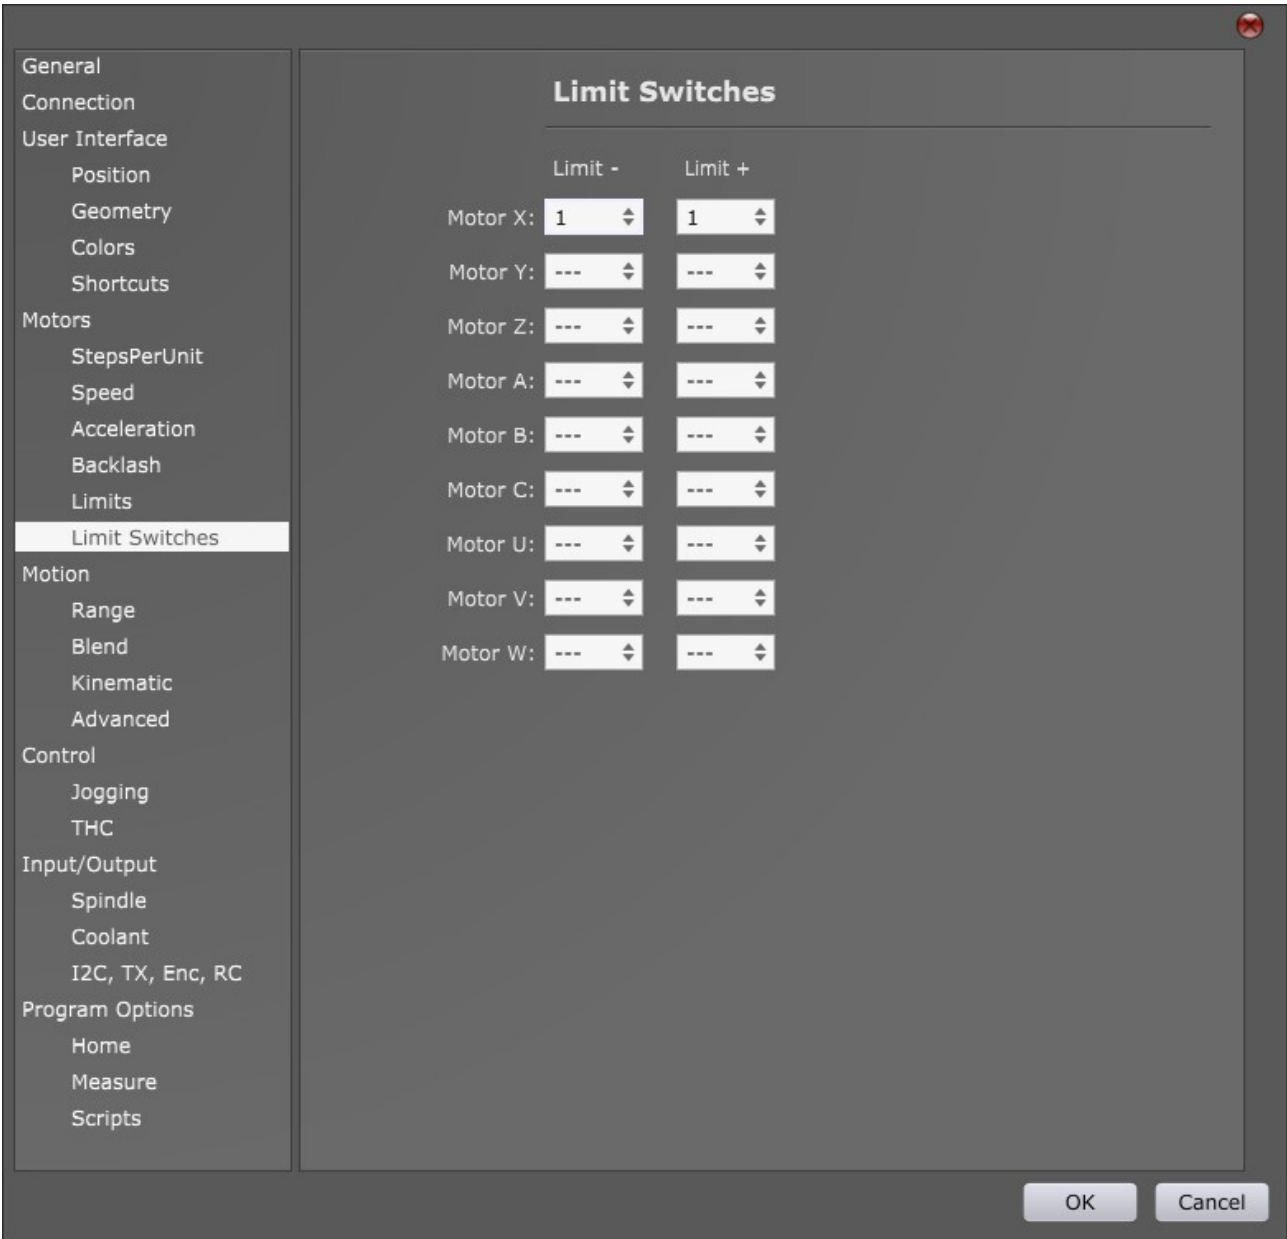 General
Connection
User Interface
Position
Geometry
Colors
Shortcuts
Motors
StepsPerUnit
Speed
Acceleration
Backlash
Limits
Limit Switches
Motion
Range
Blend
Kinematic
Advanced
Control
Jogging
THC
Input/Output
Spindle
Coolant
I2C, TX, Enc, RC
Program Options
Home
Measure
Scripts
Limit Switches
Limit - Limit +
Motor X: 1 1
Motor Y: --- ---
Motor Z: --- ---
Motor A: --- ---
Motor B: --- ---
Motor C: --- ---
Motor U: --- ---
Motor V: --- ---
Motor W: --- ---
OK Cancel